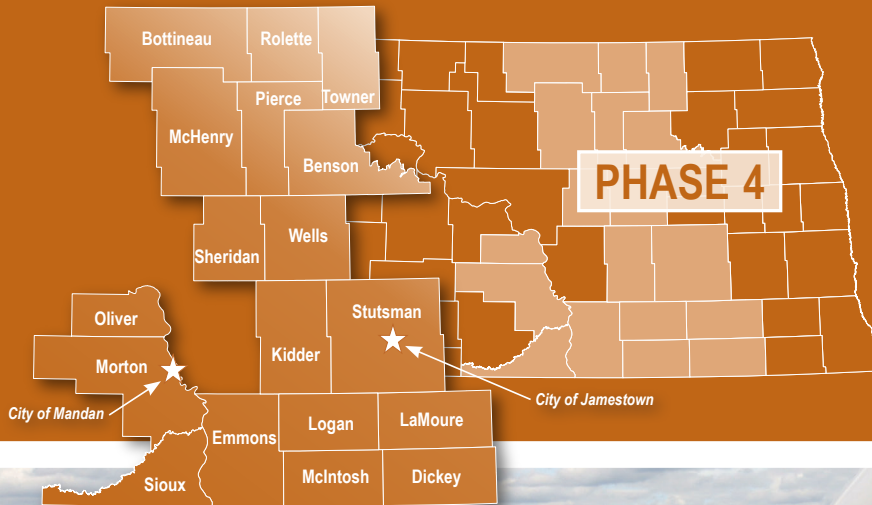 Bottineau
Rolette
Towner
Pierce
McHenry
Benson
PHASE 4
Wells
Sheridan
Oliver
Stutsman
Kidder
Morton
City of Mandan
City of Jamestown
Emmons
Logan
LaMoure
Sioux
McIntosh
Dickey